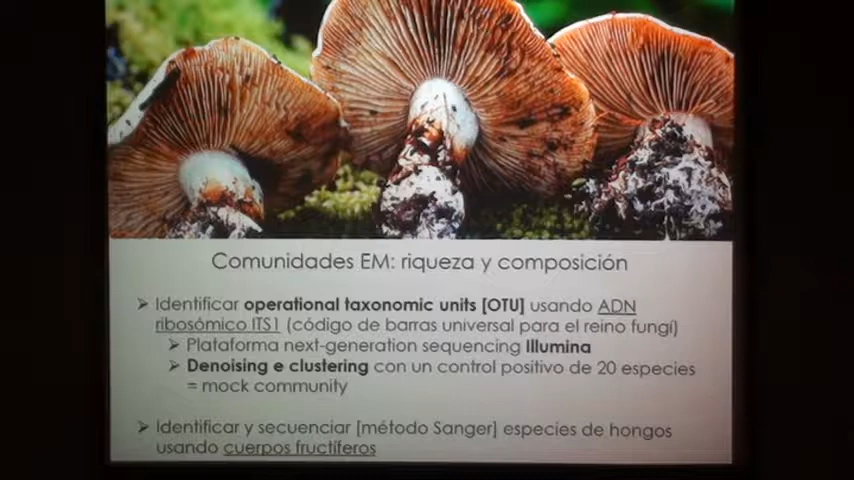 Comunidades EM: riqueza y composición
➢ Identificar operational taxonomic units [OTU] usando ADN
ribosómico ITS1 (código de barras universal para el reino fungí)
➢ Plataforma next-generation sequencing Illumina
➢ Denoising e clustering con un control positivo de 20 especies
= mock community
➢ Identificar y secuenciar [método Sanger] especies de hongos
usando cuerpos fructíferos